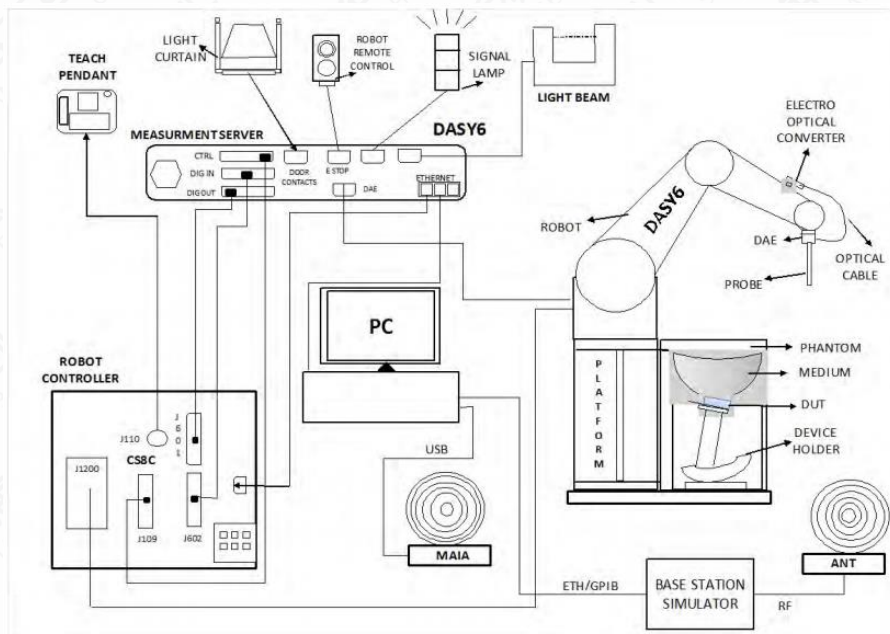 LIGHT
CURTAIN
ROBOT
REMOTE
CONTROL
SIGNAL
LAMP
LIGHT BEAM
TEACH
PENDANT
MEASURMENT SERVER
DASY6
CTRL
DIG IN
DIG OUT
DOOR
CONTACTS
E STOP
DAE
ETHERNET
ELECTRO
OPTICAL
CONVERTER
ROBOT
DASY6
DAE
OPTICAL
CABLE
PROBE
PC
PLATFORM
PHANTOM
MEDIUM
DUT
DEVICE
HOLDER
ROBOT
CONTROLLER
J110
J601
CS8C
J1200
J109
J602
USB
MAIA
ETH/GPIB
BASE STATION
SIMULATOR
RF
ANT